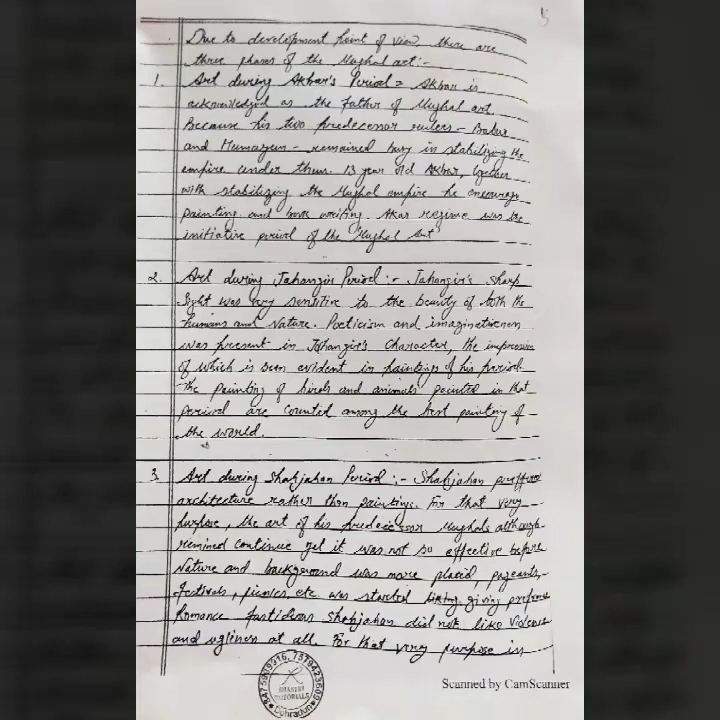 5
Due to development Point of View, there are
three phases of the Mughal art:-
1. Art during Akbar's Period = Akbar is
acknowledged as the father of Mughal art
Because his two predecessor rulers - Babur
and Humayun - remained busy in stabilizing the
empire under them. 13 year old Akbar, together
with stabilizing the Mughal empire he encourage
painting and book writing. Akar regime was the
initiative period of the Mughal Art
2. Art during Jahangir Period :- Jahangir's sharp
Sight was very sensitive to the beauty of both the
Humans and Nature. Poeticism and imaginativeness
was present in Jahangir's Character, the impression
of which is seen evident in paintings of his period.
The painting of birds and animals painted in that
period are counted among the best painting of
the world.
3. Art during Shahjahan Period :- Shahjahan
architecture rather than paintings. For that very
purpose, the art of his predecessor Mughals although
remined continue yet it was not so effective before
Nature and background was more placid, pageants,
festivals, picnics, etc was started giving
Romance fastidious Shahjahan did not like Violence
and ugliness at all. For that very purpose in
SHASTRI
TUTORIALS
Dehradun
Scanned by CamScanner